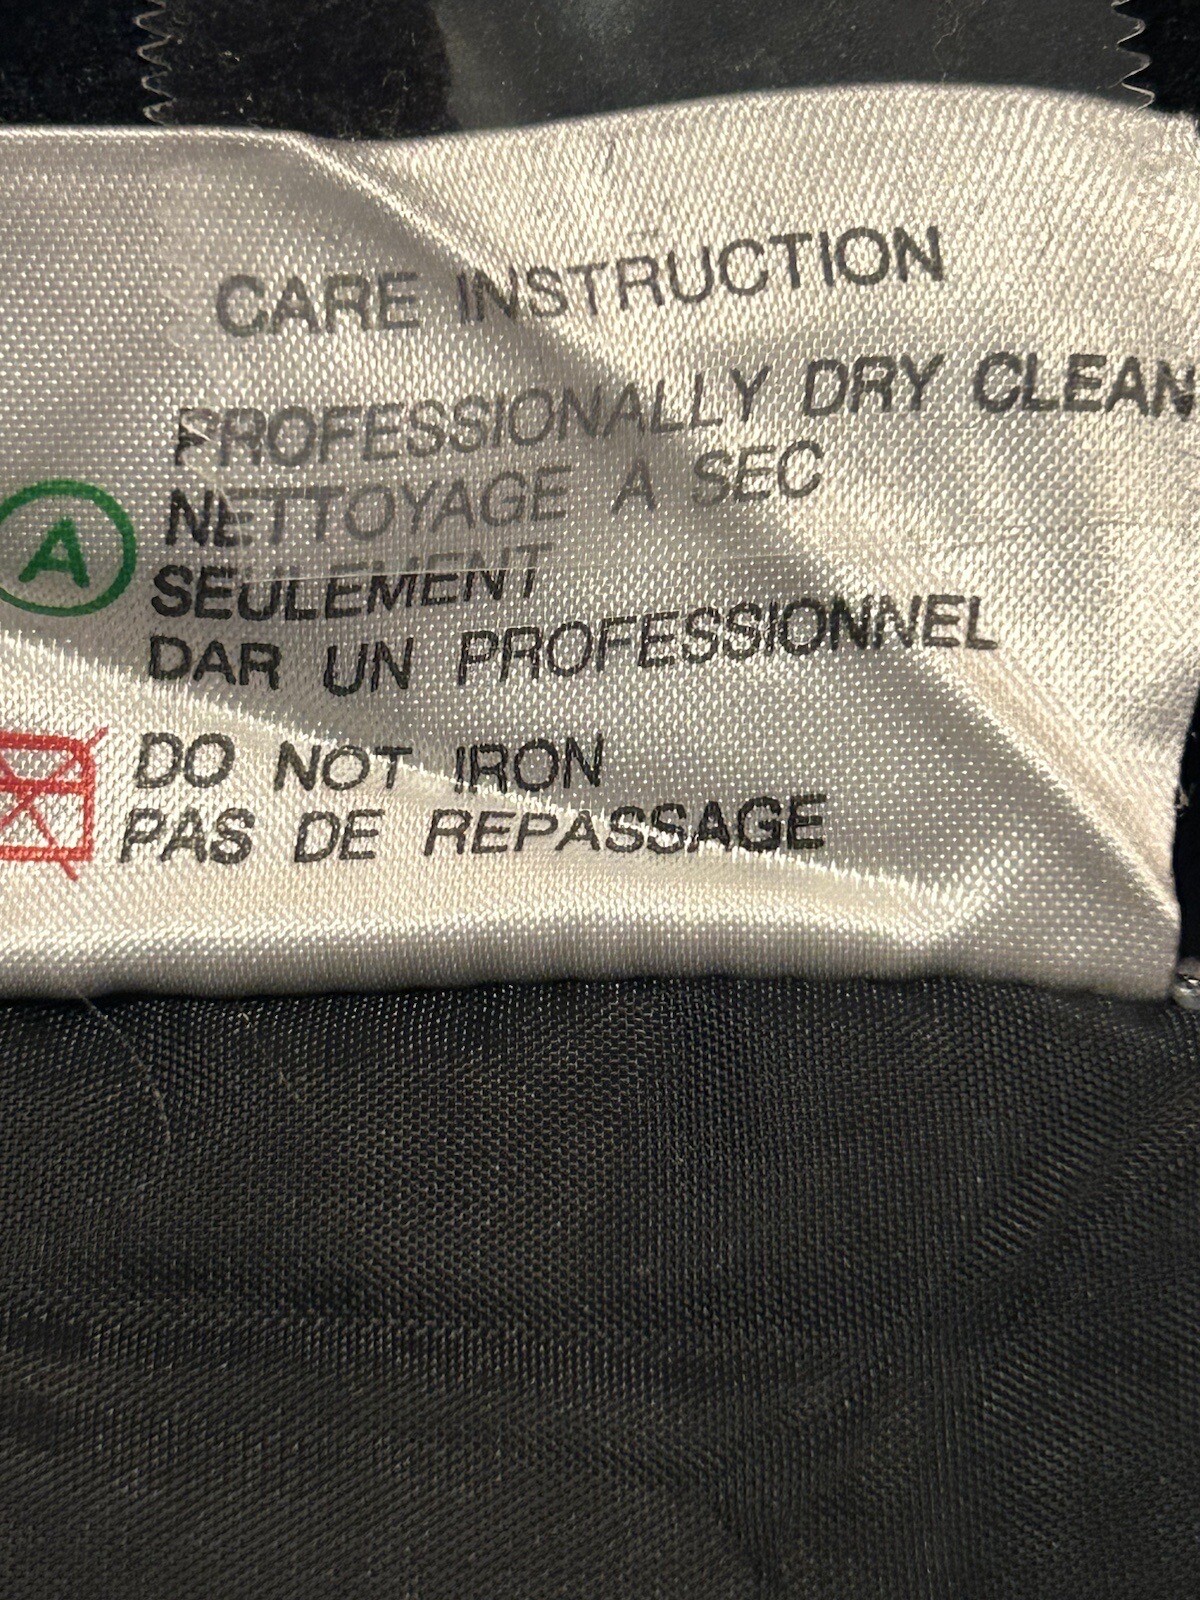 CARE INSTRUCTION
PROFESSIONALLY DRY CLEAN
A NETTOYAGE A SEC
SEULEMENT
DAR UN PROFESSIONNEL
DO NOT IRON
PAS DE REPASSAGE